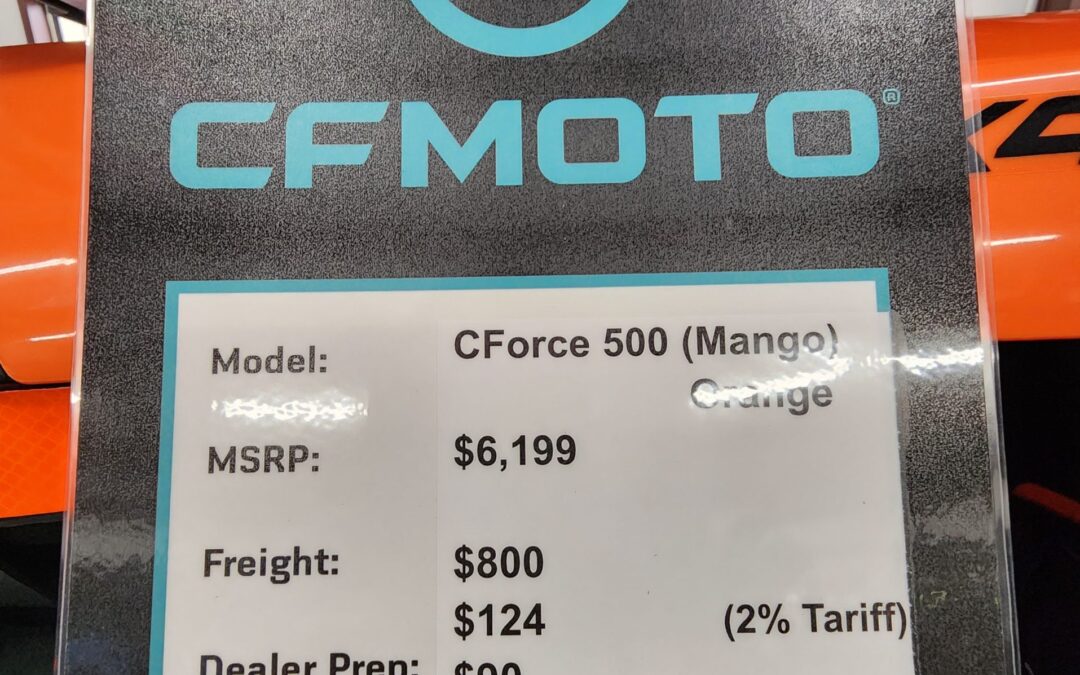 CFMOTO®
Model: CForce 500 (Mango)
Orange
MSRP: $6,199
Freight: $800
$124 (2% Tariff)
Dealer Prep: